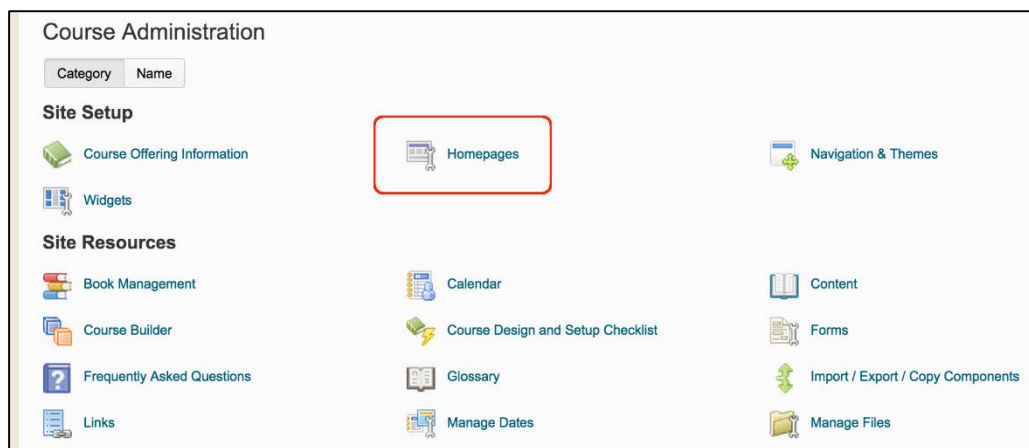 Course Administration
Category Name
Site Setup
Course Offering Information Homepages Navigation & Themes
Widgets
Site Resources
Book Management Calendar Content
Course Builder Course Design and Setup Checklist Forms
Frequently Asked Questions Glossary Import / Export / Copy Components
Links Manage Dates Manage Files